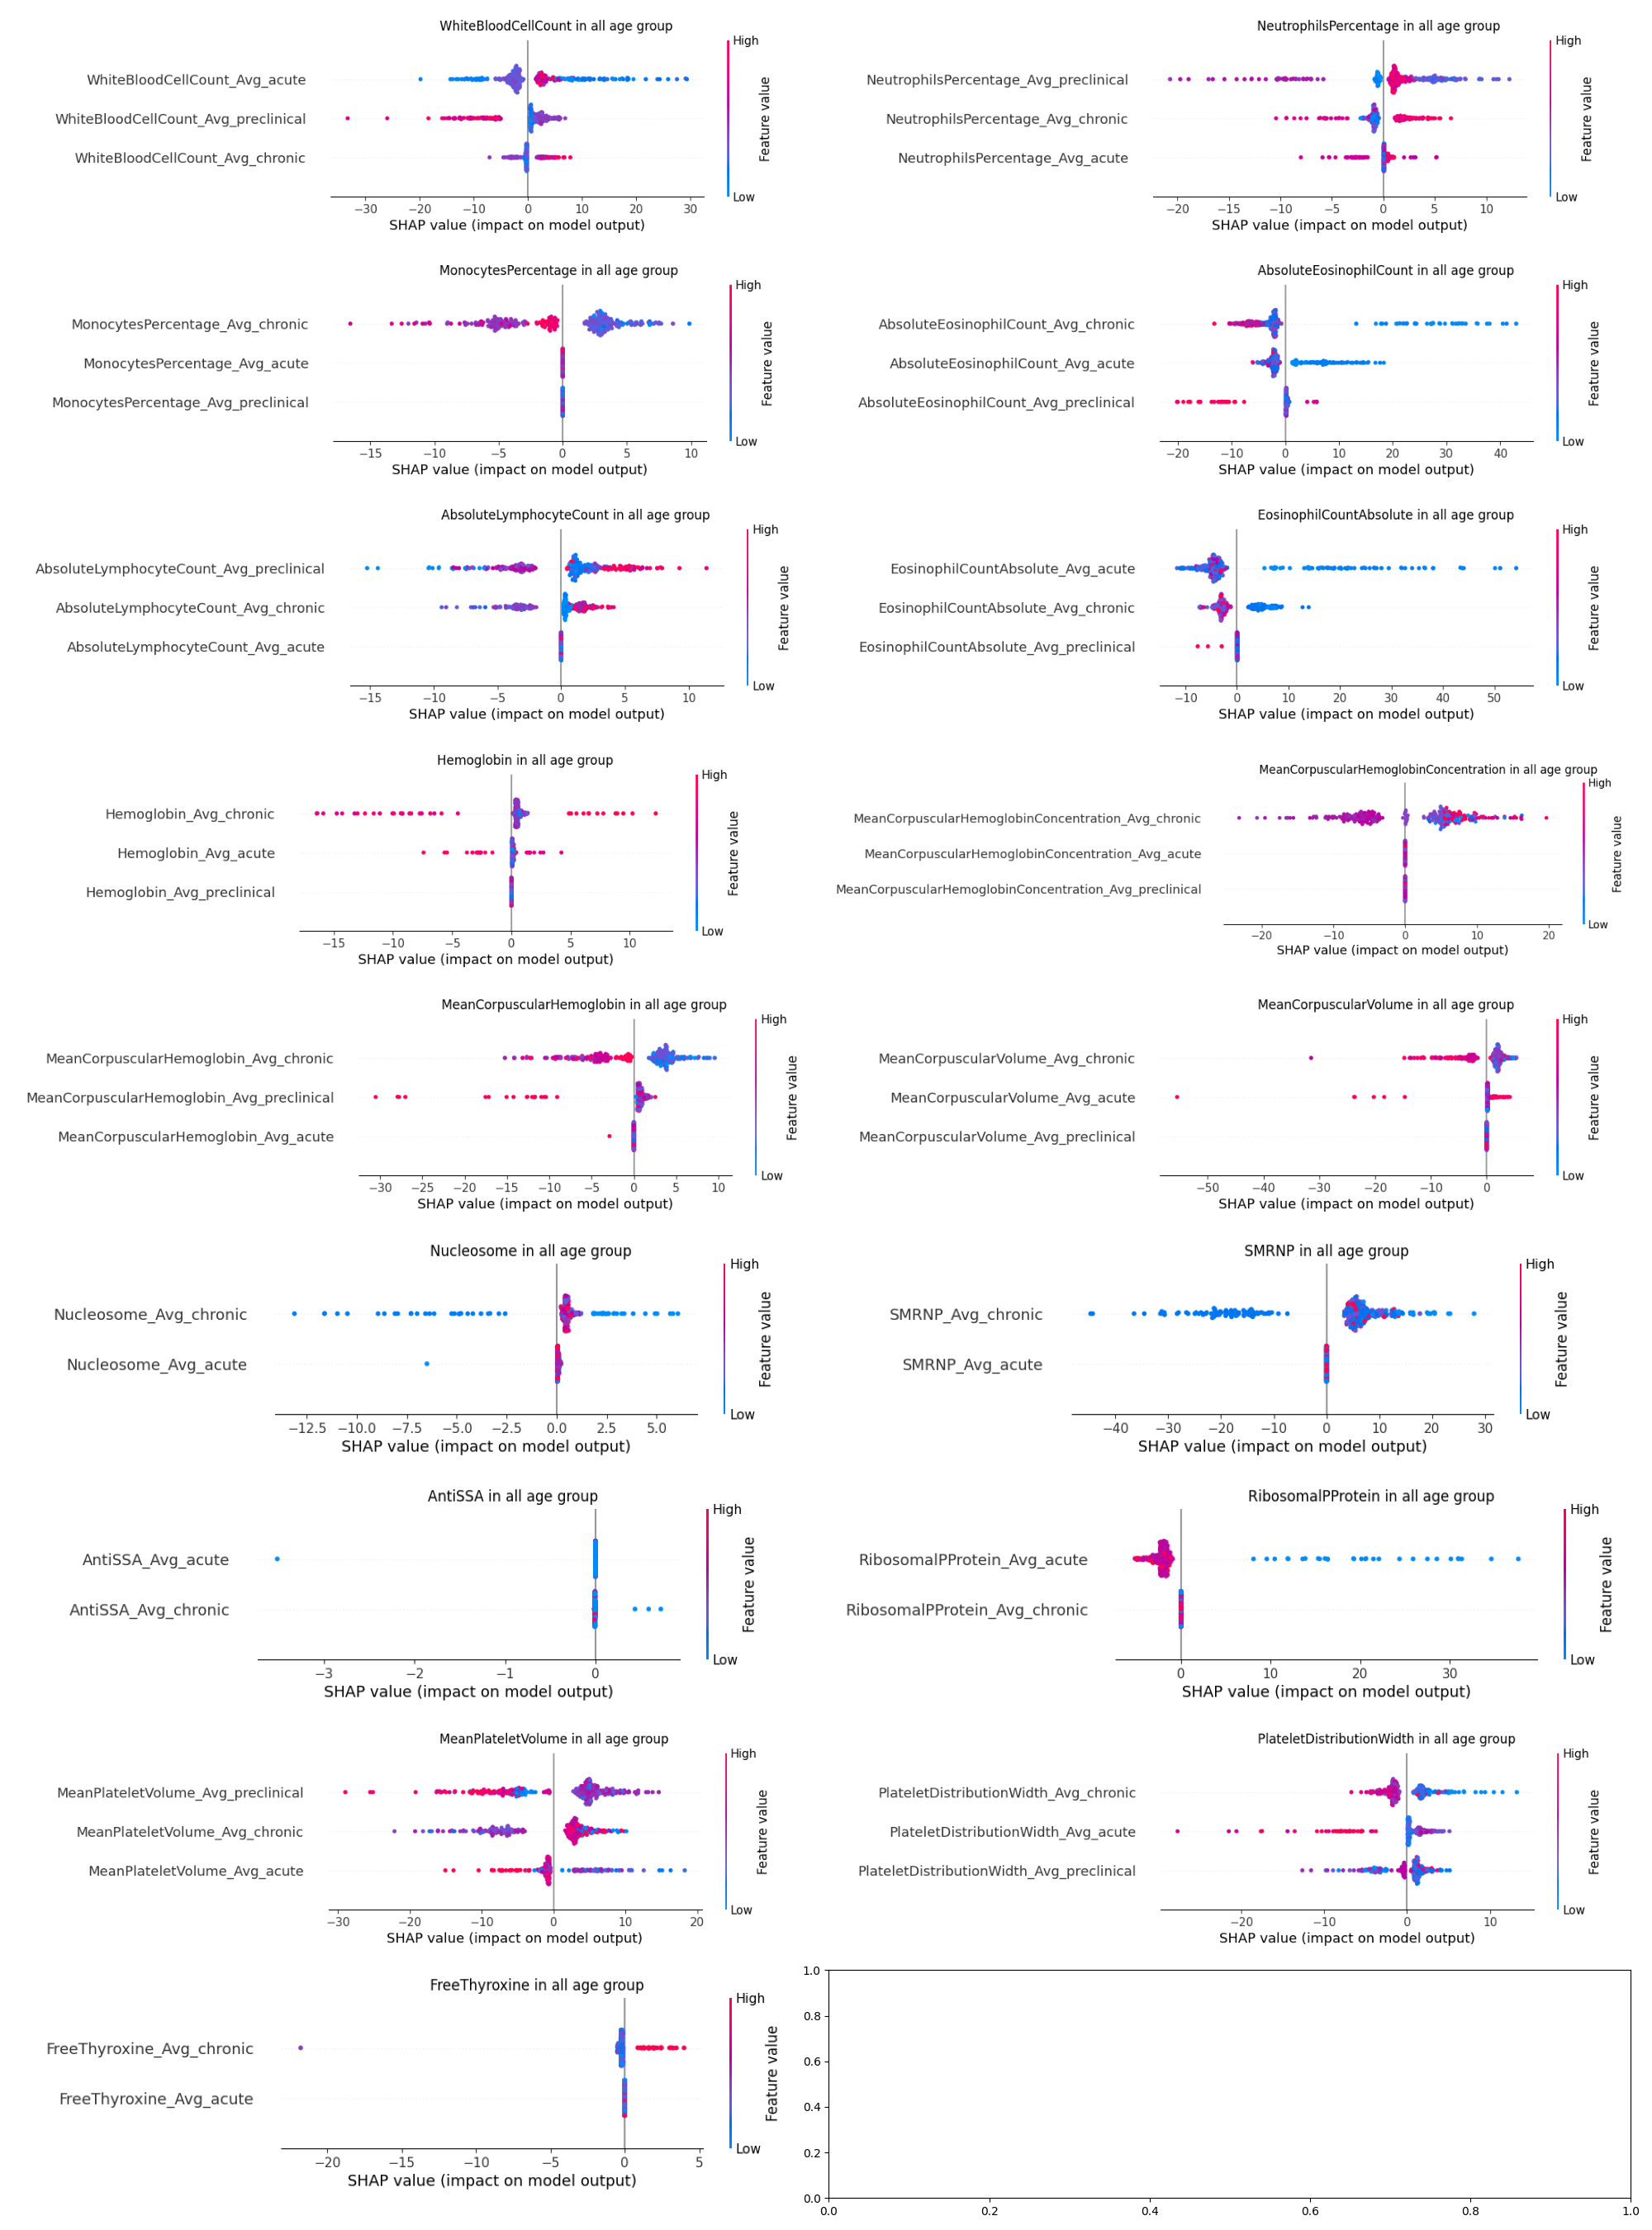 WhiteBloodCellCount in all age group
High
WhiteBloodCellCount_Avg_acute
WhiteBloodCellCount_Avg_preclinical
WhiteBloodCellCount_Avg_chronic
Feature value
Low
−30 −20 −10 0 10 20 30
SHAP value (impact on model output)
NeutrophilsPercentage in all age group
High
NeutrophilsPercentage_Avg_preclinical
NeutrophilsPercentage_Avg_chronic
NeutrophilsPercentage_Avg_acute
Feature value
Low
−20 −15 −10 −5 0 5 10
SHAP value (impact on model output)
MonocytesPercentage in all age group
High
MonocytesPercentage_Avg_chronic
MonocytesPercentage_Avg_acute
MonocytesPercentage_Avg_preclinical
Feature value
Low
−15 −10 −5 0 5 10
SHAP value (impact on model output)
AbsoluteEosinophilCount in all age group
High
AbsoluteEosinophilCount_Avg_chronic
AbsoluteEosinophilCount_Avg_acute
AbsoluteEosinophilCount_Avg_preclinical
Feature value
Low
−20 −10 0 10 20 30 40
SHAP value (impact on model output)
AbsoluteLymphocyteCount in all age group
High
AbsoluteLymphocyteCount_Avg_preclinical
AbsoluteLymphocyteCount_Avg_chronic
AbsoluteLymphocyteCount_Avg_acute
Feature value
Low
−15 −10 −5 0 5 10
SHAP value (impact on model output)
EosinophilCountAbsolute in all age group
High
EosinophilCountAbsolute_Avg_acute
EosinophilCountAbsolute_Avg_chronic
EosinophilCountAbsolute_Avg_preclinical
Feature value
Low
−10 0 10 20 30 40 50
SHAP value (impact on model output)
Hemoglobin in all age group
High
Hemoglobin_Avg_chronic
Hemoglobin_Avg_acute
Hemoglobin_Avg_preclinical
Feature value
Low
−15 −10 −5 0 5 10
SHAP value (impact on model output)
MeanCorpuscularHemoglobinConcentration in all age group
High
MeanCorpuscularHemoglobinConcentration_Avg_chronic
MeanCorpuscularHemoglobinConcentration_Avg_acute
MeanCorpuscularHemoglobinConcentration_Avg_preclinical
Feature value
Low
−20 −10 0 10 20
SHAP value (impact on model output)
MeanCorpuscularHemoglobin in all age group
High
MeanCorpuscularHemoglobin_Avg_chronic
MeanCorpuscularHemoglobin_Avg_preclinical
MeanCorpuscularHemoglobin_Avg_acute
Feature value
Low
−30 −25 −20 −15 −10 −5 0 5 10
SHAP value (impact on model output)
MeanCorpuscularVolume in all age group
High
MeanCorpuscularVolume_Avg_chronic
MeanCorpuscularVolume_Avg_acute
MeanCorpuscularVolume_Avg_preclinical
Feature value
Low
−50 −40 −30 −20 −10 0
SHAP value (impact on model output)
Nucleosome in all age group
High
Nucleosome_Avg_chronic
Nucleosome_Avg_acute
Feature value
Low
−12.5 −10.0 −7.5 −5.0 −2.5 0.0 2.5 5.0
SHAP value (impact on model output)
SMRNP in all age group
High
SMRNP_Avg_chronic
SMRNP_Avg_acute
Feature value
Low
−40 −30 −20 −10 0 10 20 30
SHAP value (impact on model output)
AntiSSA in all age group
High
AntiSSA_Avg_acute
AntiSSA_Avg_chronic
Feature value
Low
−3 −2 −1 0
SHAP value (impact on model output)
RibosomalPProtein in all age group
High
RibosomalPProtein_Avg_acute
RibosomalPProtein_Avg_chronic
Feature value
Low
0 10 20 30
SHAP value (impact on model output)
MeanPlateletVolume in all age group
High
MeanPlateletVolume_Avg_preclinical
MeanPlateletVolume_Avg_chronic
MeanPlateletVolume_Avg_acute
Feature value
Low
−30 −20 −10 0 10 20
SHAP value (impact on model output)
PlateletDistributionWidth in all age group
High
PlateletDistributionWidth_Avg_chronic
PlateletDistributionWidth_Avg_acute
PlateletDistributionWidth_Avg_preclinical
Feature value
Low
−20 −10 0 10
SHAP value (impact on model output)
FreeThyroxine in all age group
High
FreeThyroxine_Avg_chronic
FreeThyroxine_Avg_acute
Feature value
Low
−20 −15 −10 −5 0 5
SHAP value (impact on model output)
1.0
0.8
0.6
0.4
0.2
0.0
0.0 0.2 0.4 0.6 0.8 1.0